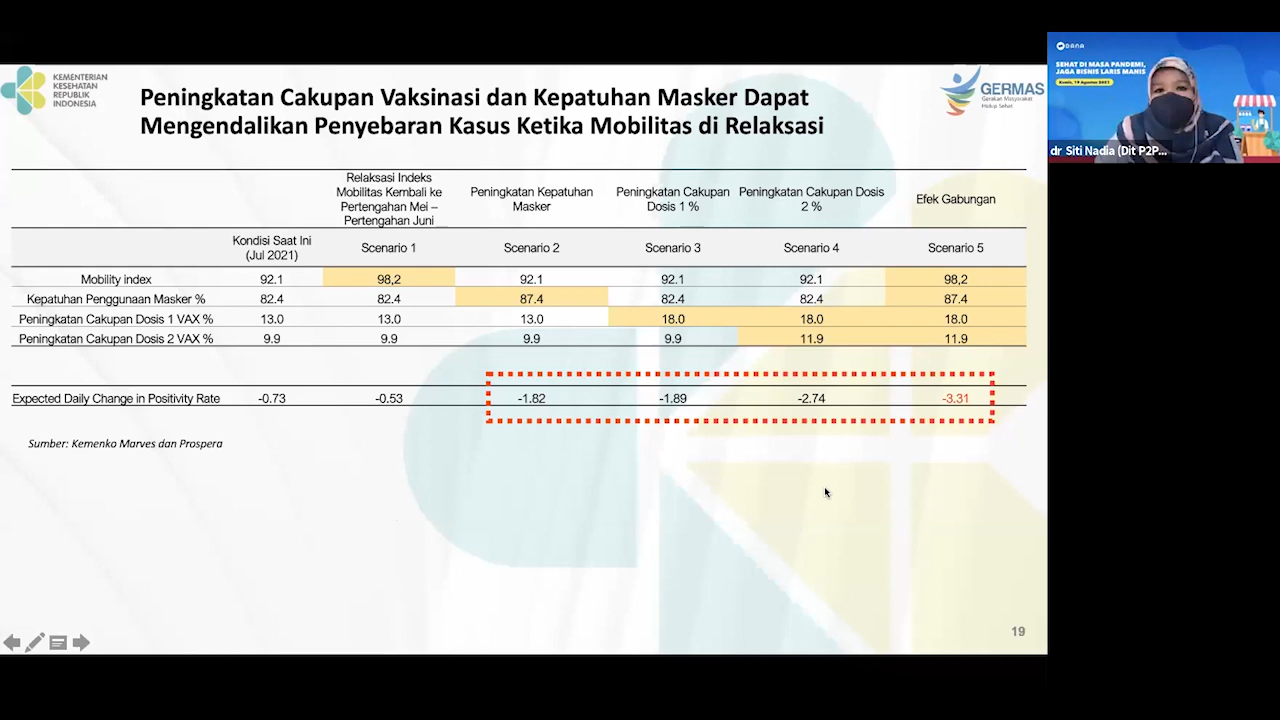 KEMENTERIAN
KESEHATAN
REPUBLIK
INDONESIA
Peningkatan Cakupan Vaksinasi dan Kepatuhan Masker Dapat
Mengendalikan Penyebaran Kasus Ketika Mobilitas di Relaksasi
GERMAS
Gerakan Masyarakat
Hidup Sehat
DANA
SEHAT DI MASA PANDEMI,
JAGA BISNIS LARIS MANIS
Kamis, 19 Agustus 2021
dr Siti Nadia (Dit P2P...
Relaksasi Indeks
Mobilitas Kembali ke
Pertengahan Mei –
Pertengahan Juni
Peningkatan Kepatuhan
Masker
Peningkatan Cakupan
Dosis 1 %
Peningkatan Cakupan Dosis
2 %
Efek Gabungan
Kondisi Saat Ini
(Jul 2021)
Scenario 1
Scenario 2
Scenario 3
Scenario 4
Scenario 5
Mobility index 92.1 98,2 92.1 92.1 92.1 98,2
Kepatuhan Penggunaan Masker % 82.4 82.4 87.4 82.4 82.4 87.4
Peningkatan Cakupan Dosis 1 VAX % 13.0 13.0 13.0 18.0 18.0 18.0
Peningkatan Cakupan Dosis 2 VAX % 9.9 9.9 9.9 9.9 11.9 11.9
Expected Daily Change in Positivity Rate -0.73 -0.53 -1.82 -1.89 -2.74 -3.31
Sumber: Kemenko Marves dan Prospera
19